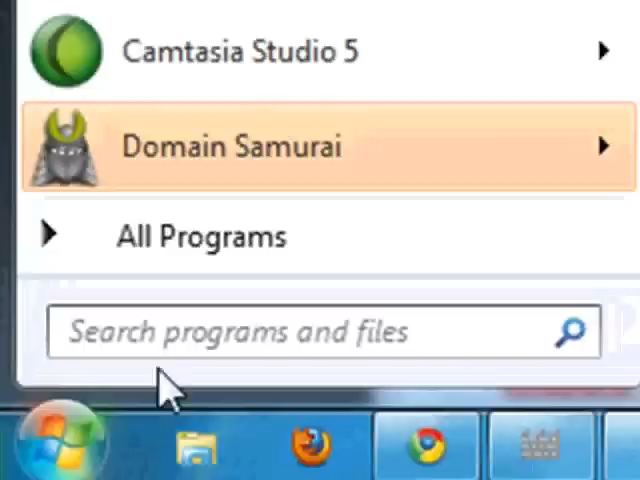 Camtasia Studio 5
Domain Samurai
All Programs
Search programs and files